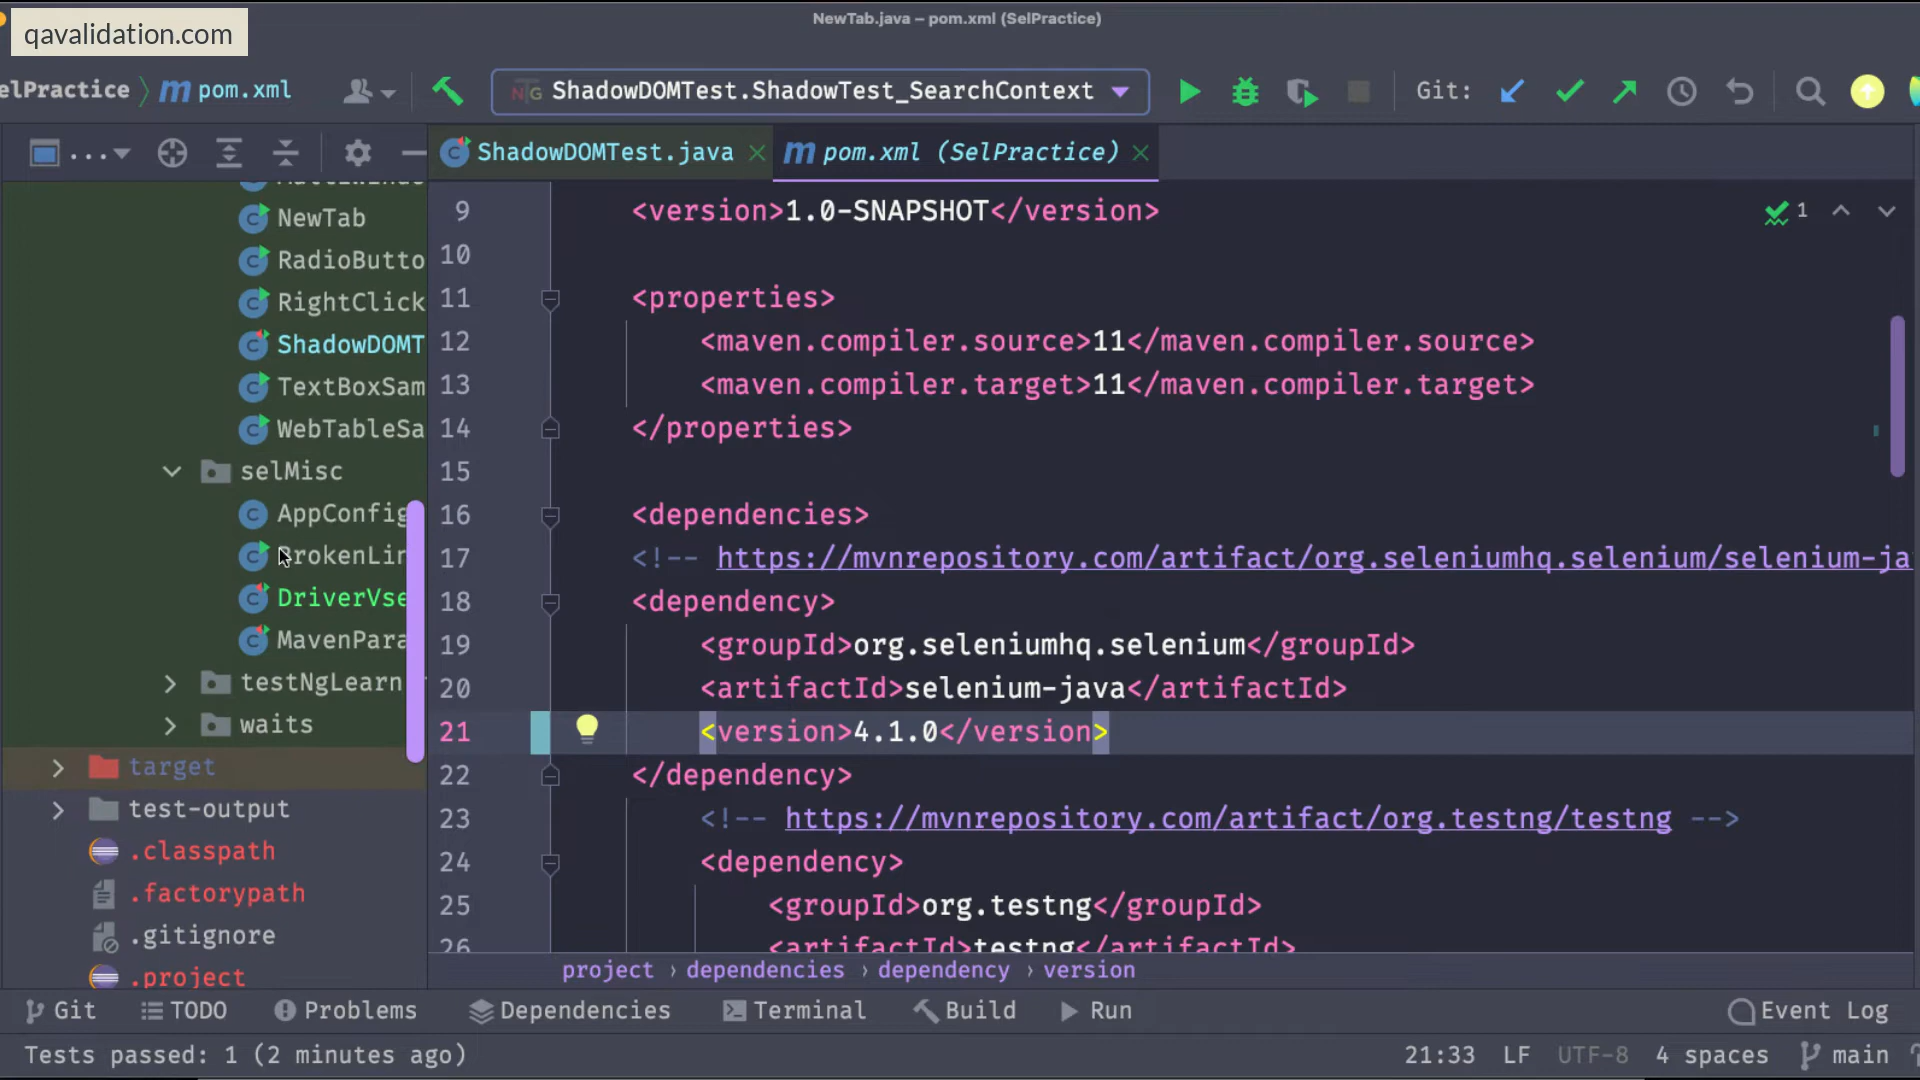 NewTab.java – pom.xml (SelPractice)
qavalidation.com
elPractice
pom.xml
ShadowDOMTest.ShadowTest_SearchContext
Git:
...
ShadowDOMTest.java
pom.xml (SelPractice)
NewTab
RadioButto
RightClick
ShadowDOMT
TextBoxSam
WebTableSa
selMisc
AppConfig
BrokenLin
DriverVse
MavenPara
testNgLearn
waits
target
test-output
.classpath
.factorypath
.gitignore
.project
9 <version>1.0-SNAPSHOT</version>
10
11 <properties>
12 <maven.compiler.source>11</maven.compiler.source>
13 <maven.compiler.target>11</maven.compiler.target>
14 </properties>
15
16 <dependencies>
17 <!-- https://mvnrepository.com/artifact/org.seleniumhq.selenium/selenium-ja
18 <dependency>
19 <groupId>org.seleniumhq.selenium</groupId>
20 <artifactId>selenium-java</artifactId>
21 <version>4.1.0</version>
22 </dependency>
23 <!-- https://mvnrepository.com/artifact/org.testng/testng -->
24 <dependency>
25 <groupId>org.testng</groupId>
26 <artifactId>testng</artifactId>
1
project › dependencies › dependency › version
Git TODO Problems Dependencies Terminal Build Run Event Log
Tests passed: 1 (2 minutes ago) 21:33 LF UTF-8 4 spaces main